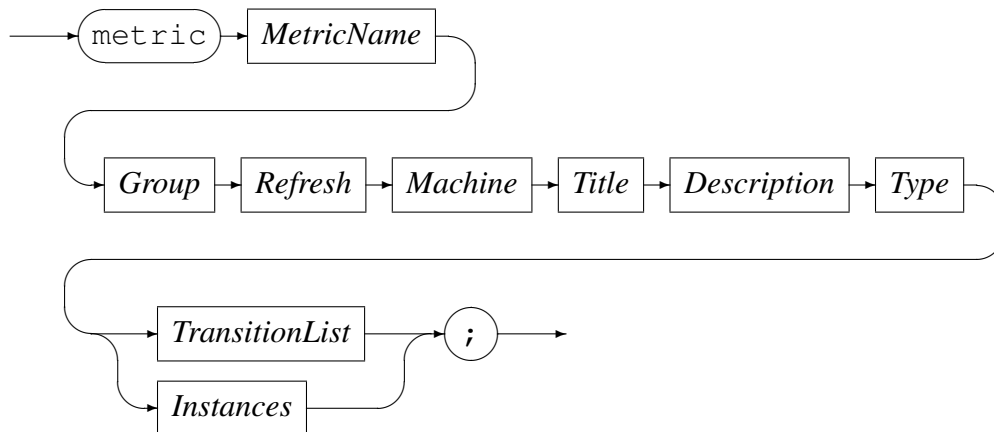 metric MetricName
Group Refresh Machine Title Description Type
TransitionList ;
Instances